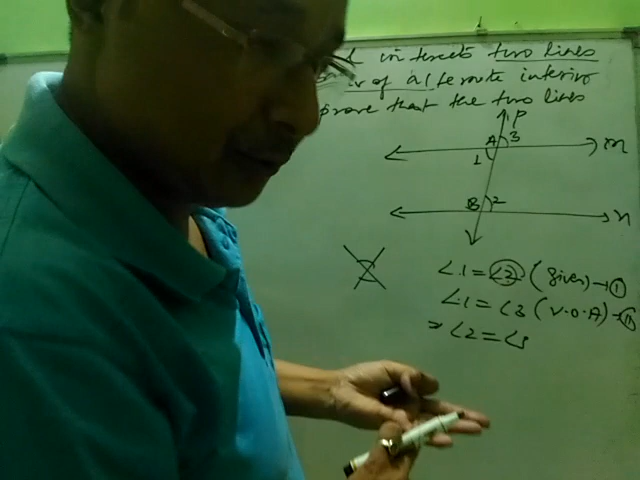 intersects two lines
of alternate interior
prove that the two lines
P
A 3
m
1
B 2
n
∠1 = ∠2 (given) → ①
∠1 = ∠3 (V.O.A) → ⑪
⇒ ∠2 = ∠3